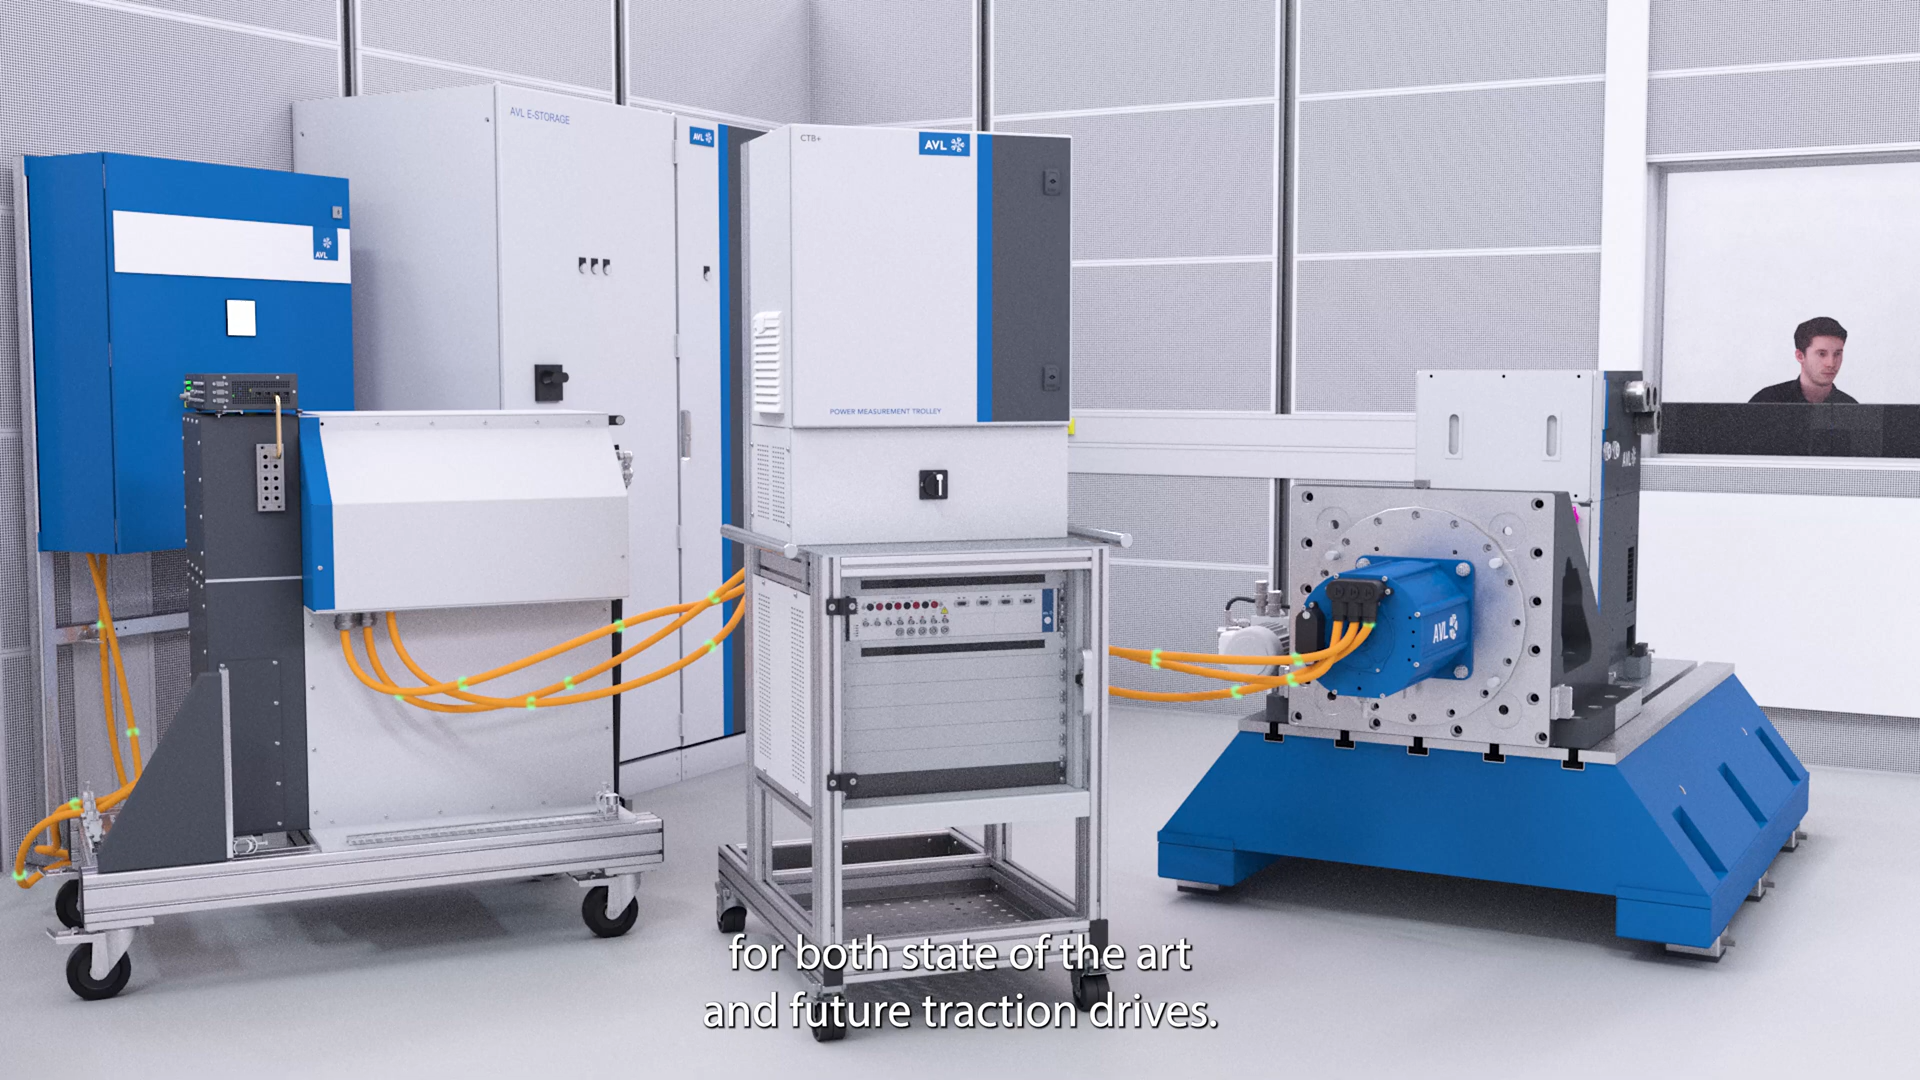 AVL E-STORAGE
AVL
CTB+
AVL
AVL
POWER MEASUREMENT TROLLEY
AVL
AVL
for both state of the art
and future traction drives.